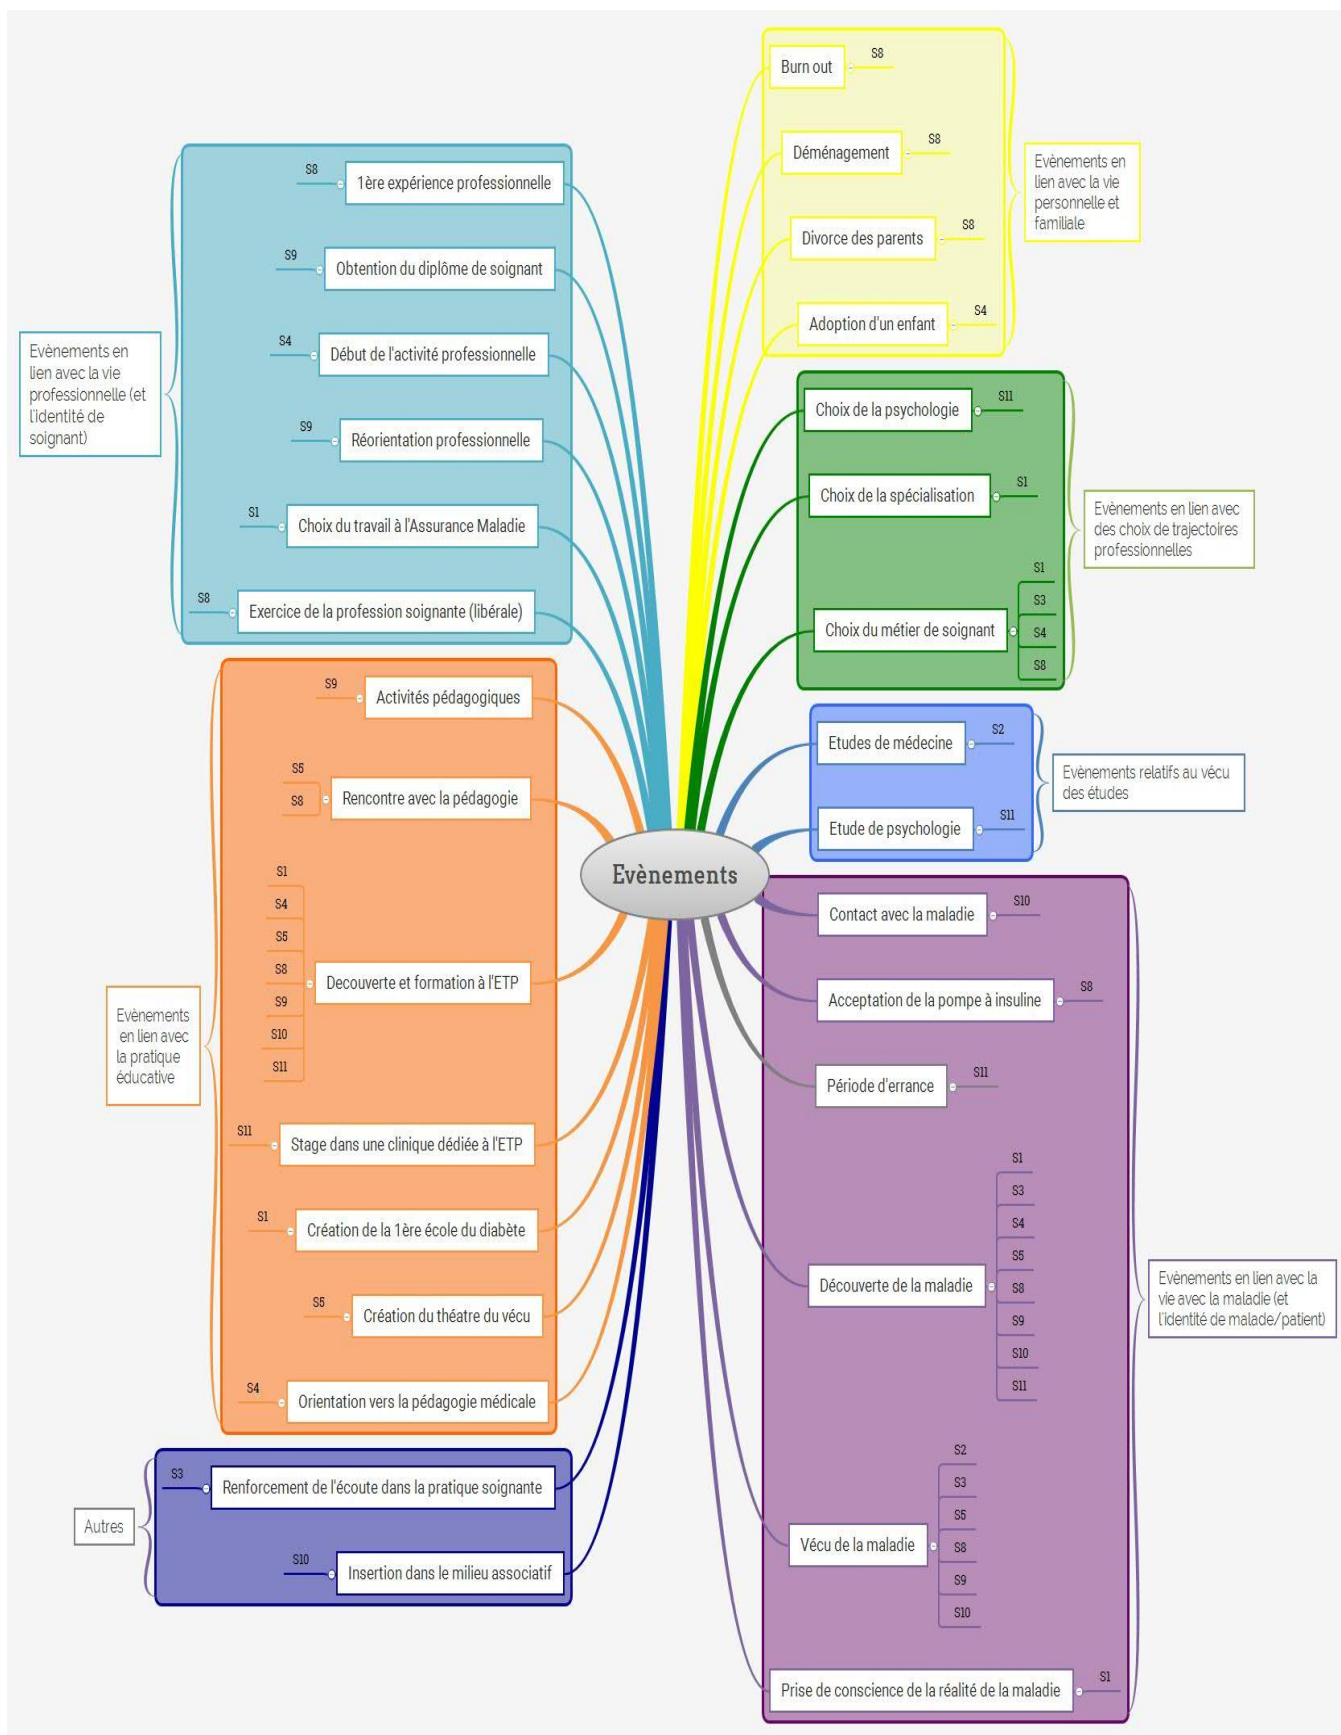 Burn out
S8
Déménagement
S8
Divorce des parents
S8
Adoption d'un enfant
S4
Evènements en
lien avec la vie
personnelle et
familiale
Choix de la psychologie
S11
Choix de la spécialisation
S1
Choix du métier de soignant
S1
S3
S4
S8
Evènements en lien avec
des choix de trajectoires
professionnelles
Etudes de médecine
S2
Etude de psychologie
S11
Evènements relatifs au vécu
des études
Contact avec la maladie
S10
Acceptation de la pompe à insuline
S8
Période d'errance
S11
Découverte de la maladie
S1
S3
S4
S5
S8
S9
S10
S11
Vécu de la maladie
S2
S3
S5
S8
S9
S10
Prise de conscience de la réalité de la maladie
S1
Evènements en lien avec la
vie avec la maladie (et
l'identité de malade/patient)
Evènements
S8
1ère expérience professionnelle
S9
Obtention du diplôme de soignant
S4
Début de l'activité professionnelle
S9
Réorientation professionnelle
S1
Choix du travail à l'Assurance Maladie
S8
Exercice de la profession soignante (libérale)
Evènements en
lien avec la vie
professionnelle (et
l'identité de
soignant)
S9
Activités pédagogiques
S5
S8
Rencontre avec la pédagogie
S1
S4
S5
S8
S9
S10
S11
Decouverte et formation à l'ETP
S11
Stage dans une clinique dédiée à l'ETP
S1
Création de la 1ère école du diabète
S5
Création du théatre du vécu
S4
Orientation vers la pédagogie médicale
Evènements
en lien avec
la pratique
éducative
S3
Renforcement de l'écoute dans la pratique soignante
S10
Insertion dans le milieu associatif
Autres